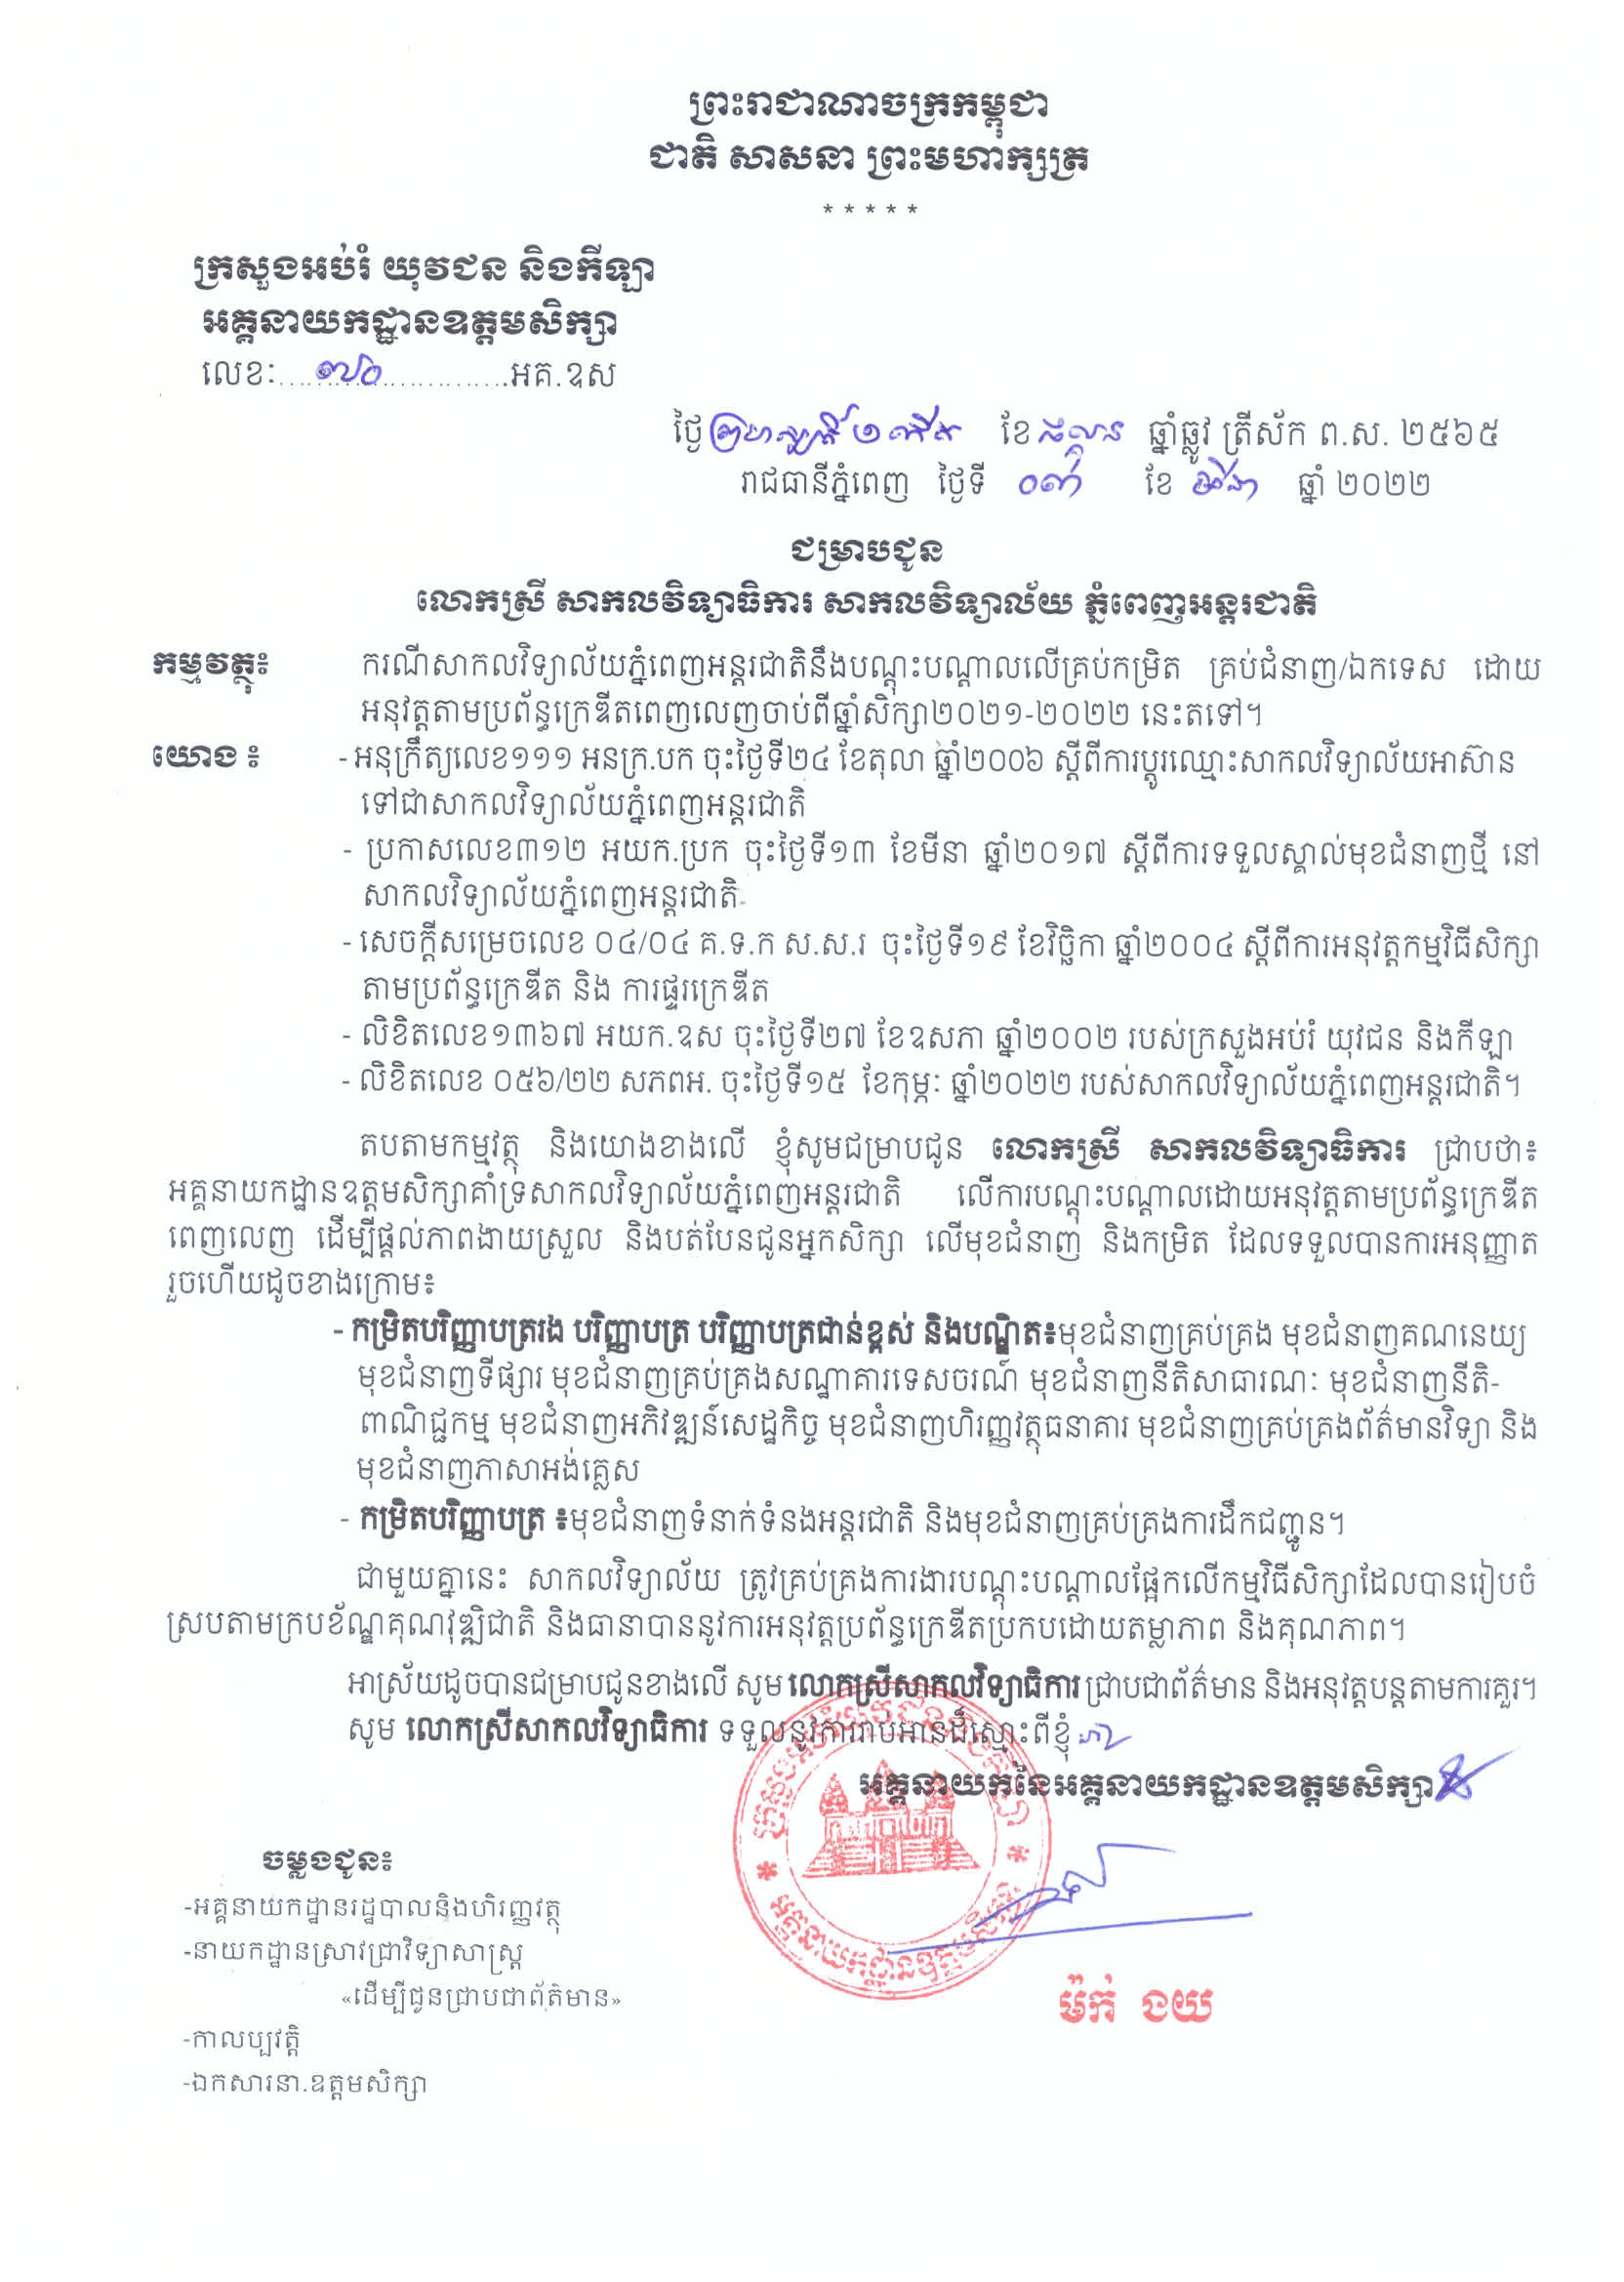 ព្រះរាជាណាចក្រកម្ពុជា
ជាតិ សាសនា ព្រះមហាក្សត្រ
*****
ក្រសួងអប់រំ យុវជន និងកីឡា
អគ្គនាយកដ្ឋានឧត្តមសិក្សា
លេខ: ៧០ .អគ.ឧស
ថ្ងៃព្រហស្បតិ៍ ១ កើត ខែផល្គុន ឆ្នាំឆ្លូវ ត្រីស័ក ព.ស. ២៥៦៥
រាជធានីភ្នំពេញ ថ្ងៃទី ០៣ ខែ មីនា ឆ្នាំ ២០២២
ជម្រាបជូន
លោកស្រី សាកលវិទ្យាធិការ សាកលវិទ្យាល័យ ភ្នំពេញអន្តរជាតិ
កម្មវត្ថុ៖ ករណីសាកលវិទ្យាល័យភ្នំពេញអន្តរជាតិនឹងបណ្តុះបណ្តាលលើគ្រប់កម្រិត គ្រប់ជំនាញ/ឯកទេស ដោយ
អនុវត្តតាមប្រព័ន្ធក្រេឌីតពេញលេញចាប់ពីឆ្នាំសិក្សា២០២១-២០២២ នេះតទៅ។
យោង ៖ - អនុក្រឹត្យលេខ១១១ អនក្រ.បក ចុះថ្ងៃទី២៤ ខែតុលា ឆ្នាំ២០០៦ ស្តីពីការប្តូរឈ្មោះសាកលវិទ្យាល័យអាស៊ាន
ទៅជាសាកលវិទ្យាល័យភ្នំពេញអន្តរជាតិ
- ប្រកាសលេខ៣១២ អយក.ប្រក ចុះថ្ងៃទី១៣ ខែមីនា ឆ្នាំ២០១៧ ស្តីពីការទទួលស្គាល់មុខជំនាញថ្មី នៅ
សាកលវិទ្យាល័យភ្នំពេញអន្តរជាតិ
- សេចក្តីសម្រេចលេខ ០៤/០៤ គ.ទ.ក ស.ស.រ ចុះថ្ងៃទី១៩ ខែវិច្ឆិកា ឆ្នាំ២០០៤ ស្តីពីការអនុវត្តកម្មវិធីសិក្សា
តាមប្រព័ន្ធក្រេឌីត និង ការផ្ទេរក្រេឌីត
- លិខិតលេខ១៣៦៧ អយក.ឧស ចុះថ្ងៃទី២៧ ខែឧសភា ឆ្នាំ២០០២ របស់ក្រសួងអប់រំ យុវជន និងកីឡា
- លិខិតលេខ ០៥៦/២២ សភពអ. ចុះថ្ងៃទី១៥ ខែកុម្ភៈ ឆ្នាំ២០២២ របស់សាកលវិទ្យាល័យភ្នំពេញអន្តរជាតិ។
តបតាមកម្មវត្ថុ និងយោងខាងលើ ខ្ញុំសូមជម្រាបជូន លោកស្រី សាកលវិទ្យាធិការ ជ្រាបថា៖
អគ្គនាយកដ្ឋានឧត្តមសិក្សាគាំទ្រសាកលវិទ្យាល័យភ្នំពេញអន្តរជាតិ លើការបណ្តុះបណ្តាលដោយអនុវត្តតាមប្រព័ន្ធក្រេឌីត
ពេញលេញ ដើម្បីផ្តល់ភាពងាយស្រួល និងបត់បែនជូនអ្នកសិក្សា លើមុខជំនាញ និងកម្រិត ដែលទទួលបានការអនុញ្ញាត
រួចហើយដូចខាងក្រោម៖
- កម្រិតបរិញ្ញាបត្ររង បរិញ្ញាបត្រ បរិញ្ញាបត្រជាន់ខ្ពស់ និងបណ្ឌិត៖មុខជំនាញគ្រប់គ្រង មុខជំនាញគណនេយ្យ
មុខជំនាញទីផ្សារ មុខជំនាញគ្រប់គ្រងសណ្ឋាគារទេសចរណ៍ មុខជំនាញនីតិសាធារណៈ មុខជំនាញនីតិ-
ពាណិជ្ជកម្ម មុខជំនាញអភិវឌ្ឍន៍សេដ្ឋកិច្ច មុខជំនាញហិរញ្ញវត្ថុធនាគារ មុខជំនាញគ្រប់គ្រងព័ត៌មានវិទ្យា និង
មុខជំនាញភាសាអង់គ្លេស
- កម្រិតបរិញ្ញាបត្រ ៖មុខជំនាញទំនាក់ទំនងអន្តរជាតិ និងមុខជំនាញគ្រប់គ្រងការដឹកជញ្ជូន។
ជាមួយគ្នានេះ សាកលវិទ្យាល័យ ត្រូវគ្រប់គ្រងការងារបណ្តុះបណ្តាលផ្អែកលើកម្មវិធីសិក្សាដែលបានរៀបចំ
ស្របតាមក្របខ័ណ្ឌគុណវុឌ្ឍិជាតិ និងធានាបាននូវការអនុវត្តប្រព័ន្ធក្រេឌីតប្រកបដោយតម្លាភាព និងគុណភាព។
អាស្រ័យដូចបានជម្រាបជូនខាងលើ សូម លោកស្រីសាកលវិទ្យាធិការ ជ្រាបជាព័ត៌មាន និងអនុវត្តបន្តតាមការគួរ។
សូម លោកស្រីសាកលវិទ្យាធិការ ទទួលនូវការរាប់អានដ៏ស្មោះពីខ្ញុំ
អគ្គនាយកនៃអគ្គនាយកដ្ឋានឧត្តមសិក្សា
ក្រសួងអប់រំ យុវជន និងកីឡា
អគ្គនាយកដ្ឋានឧត្តមសិក្សា
ម៉ក់ ងយ
ចម្លងជូន៖
-អគ្គនាយកដ្ឋានរដ្ឋបាលនិងហិរញ្ញវត្ថុ
-នាយកដ្ឋានស្រាវជ្រាវវិទ្យាសាស្ត្រ
«ដើម្បីជូនជ្រាបជាព័ត៌មាន»
-កាលប្បវត្តិ
-ឯកសារនា.ឧត្តមសិក្សា